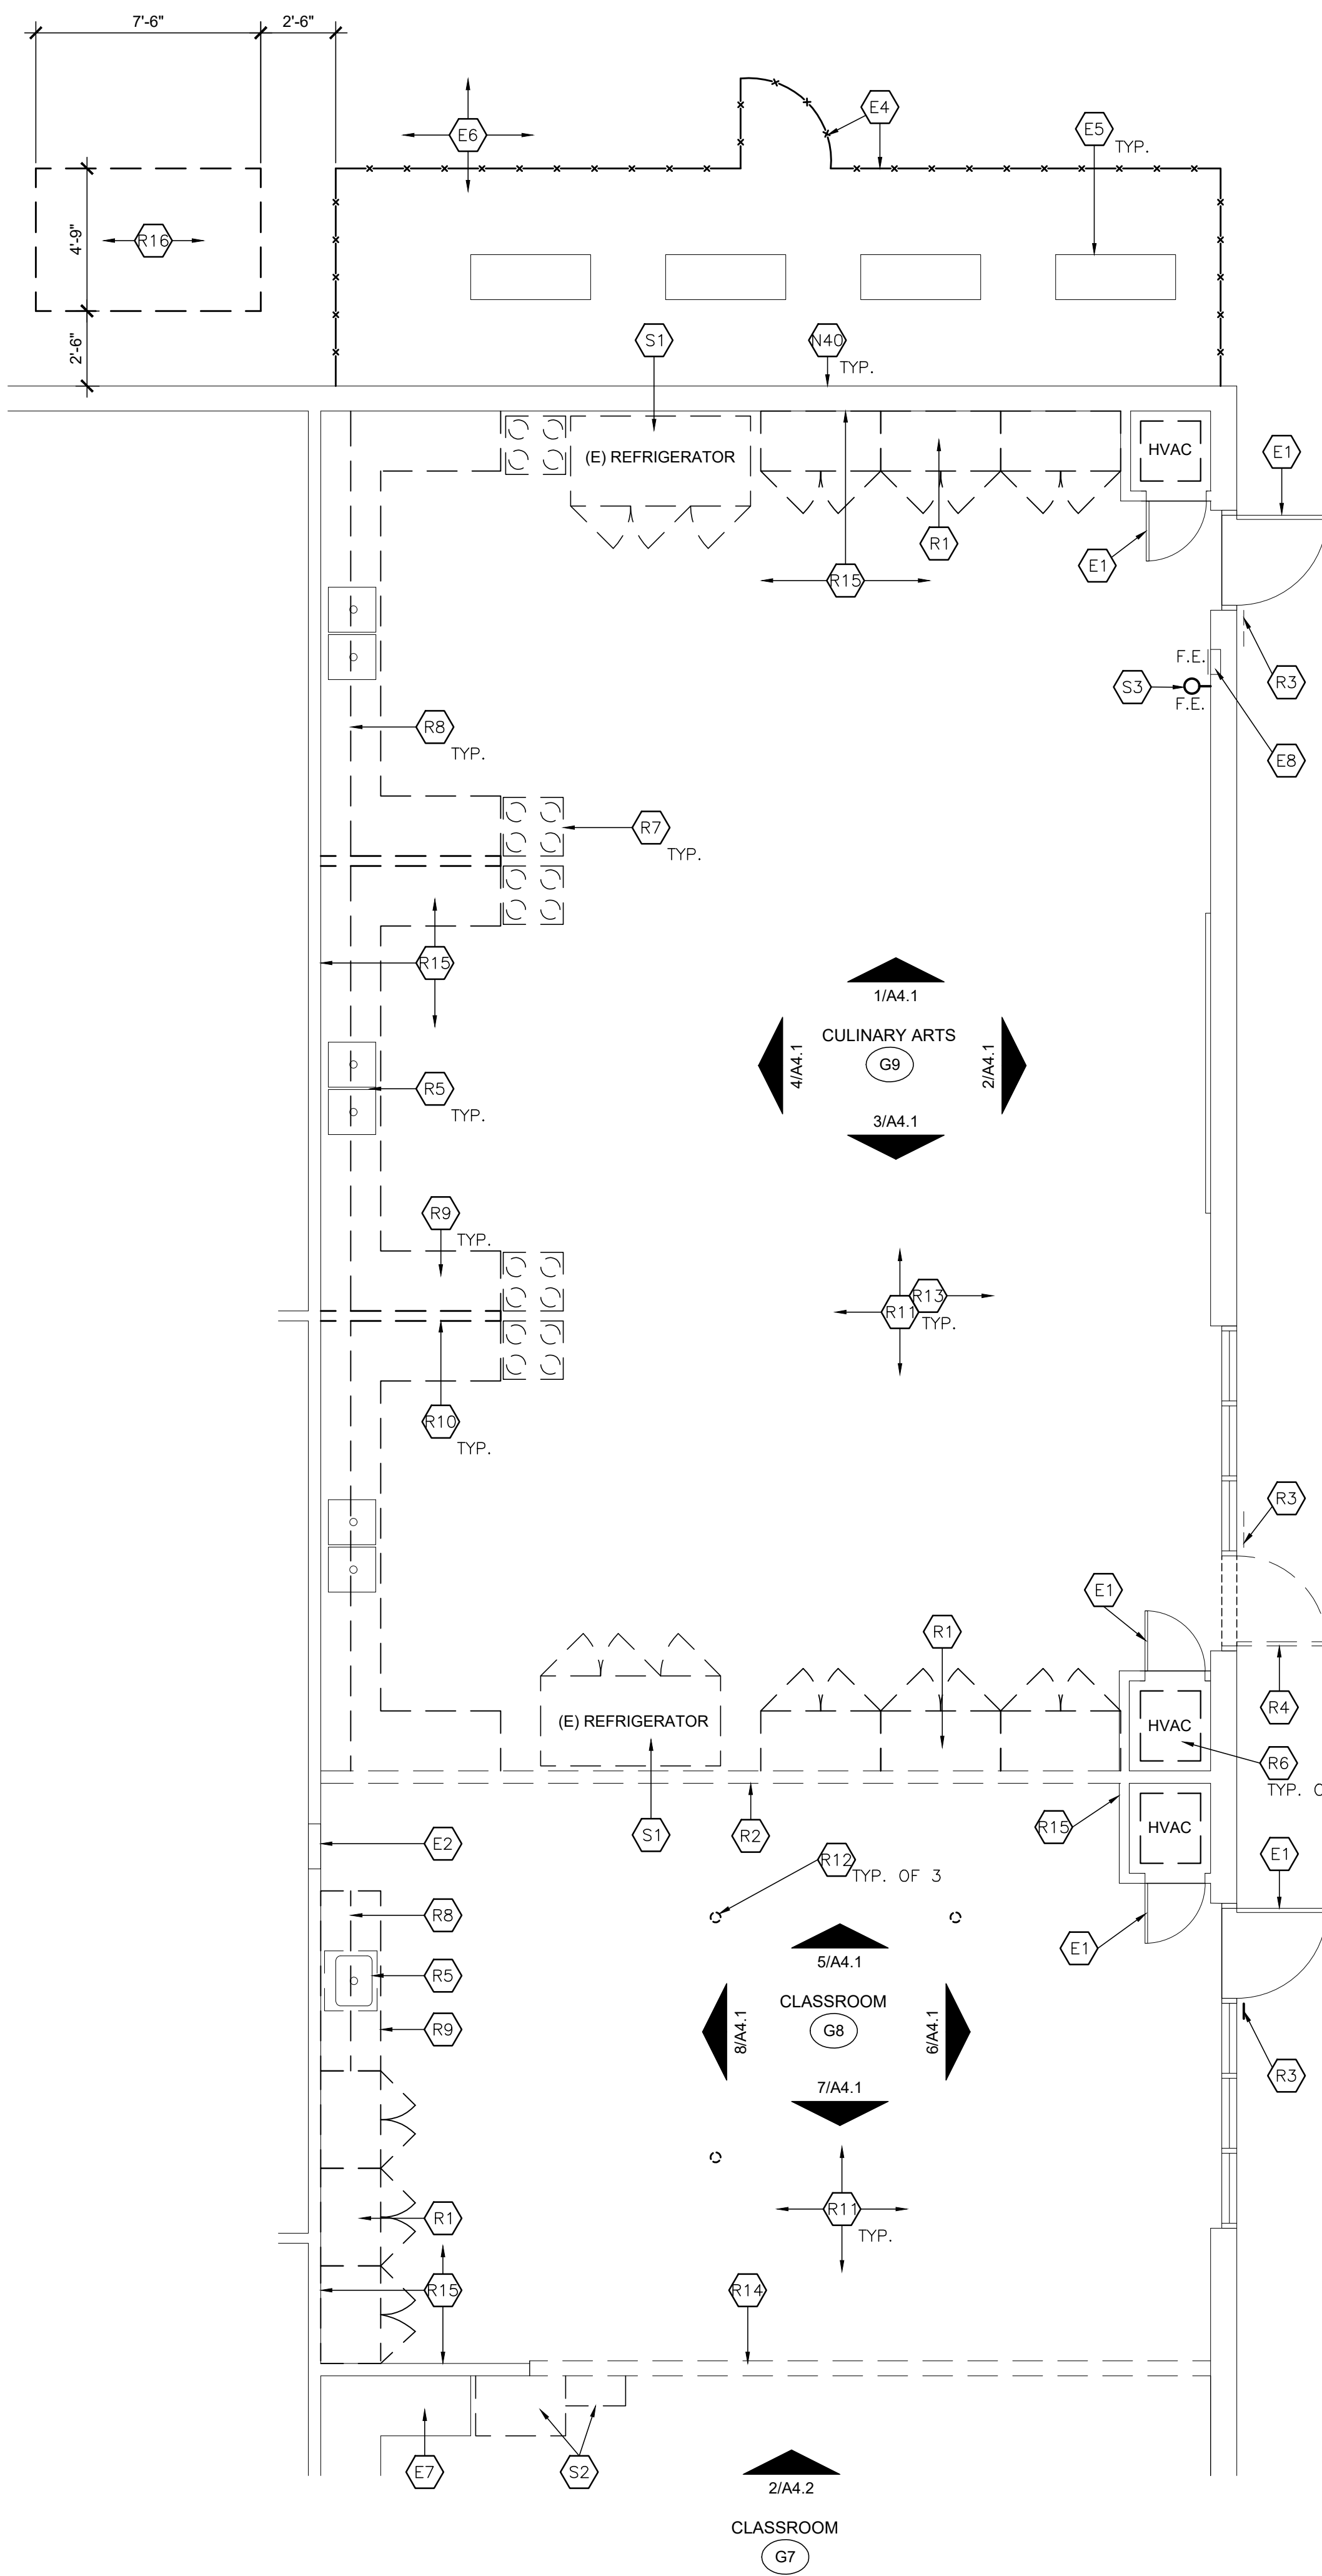 7'-6"
2'-6"
E6
E4
E5
TYP.
R16
4'-9"
2'-6"
S1
N40
TYP.
(E) REFRIGERATOR
HVAC
E1
R1
E1
R15
F.E.
S3
F.E.
R3
R8
TYP.
E8
R7
TYP.
R15
1/A4.1
CULINARY ARTS
G9
4/A4.1
2/A4.1
3/A4.1
R5
TYP.
R9
TYP.
R13
R11
TYP.
R10
TYP.
R3
E1
R1
(E) REFRIGERATOR
HVAC
R4
R6
TYP.
S1
R2
R15
HVAC
E2
E1
R12
TYP. OF 3
R8
E1
5/A4.1
R5
CLASSROOM
G8
R9
8/A4.1
6/A4.1
R3
7/A4.1
R11
TYP.
R1
R15
R14
E7
S2
2/A4.2
CLASSROOM
G7